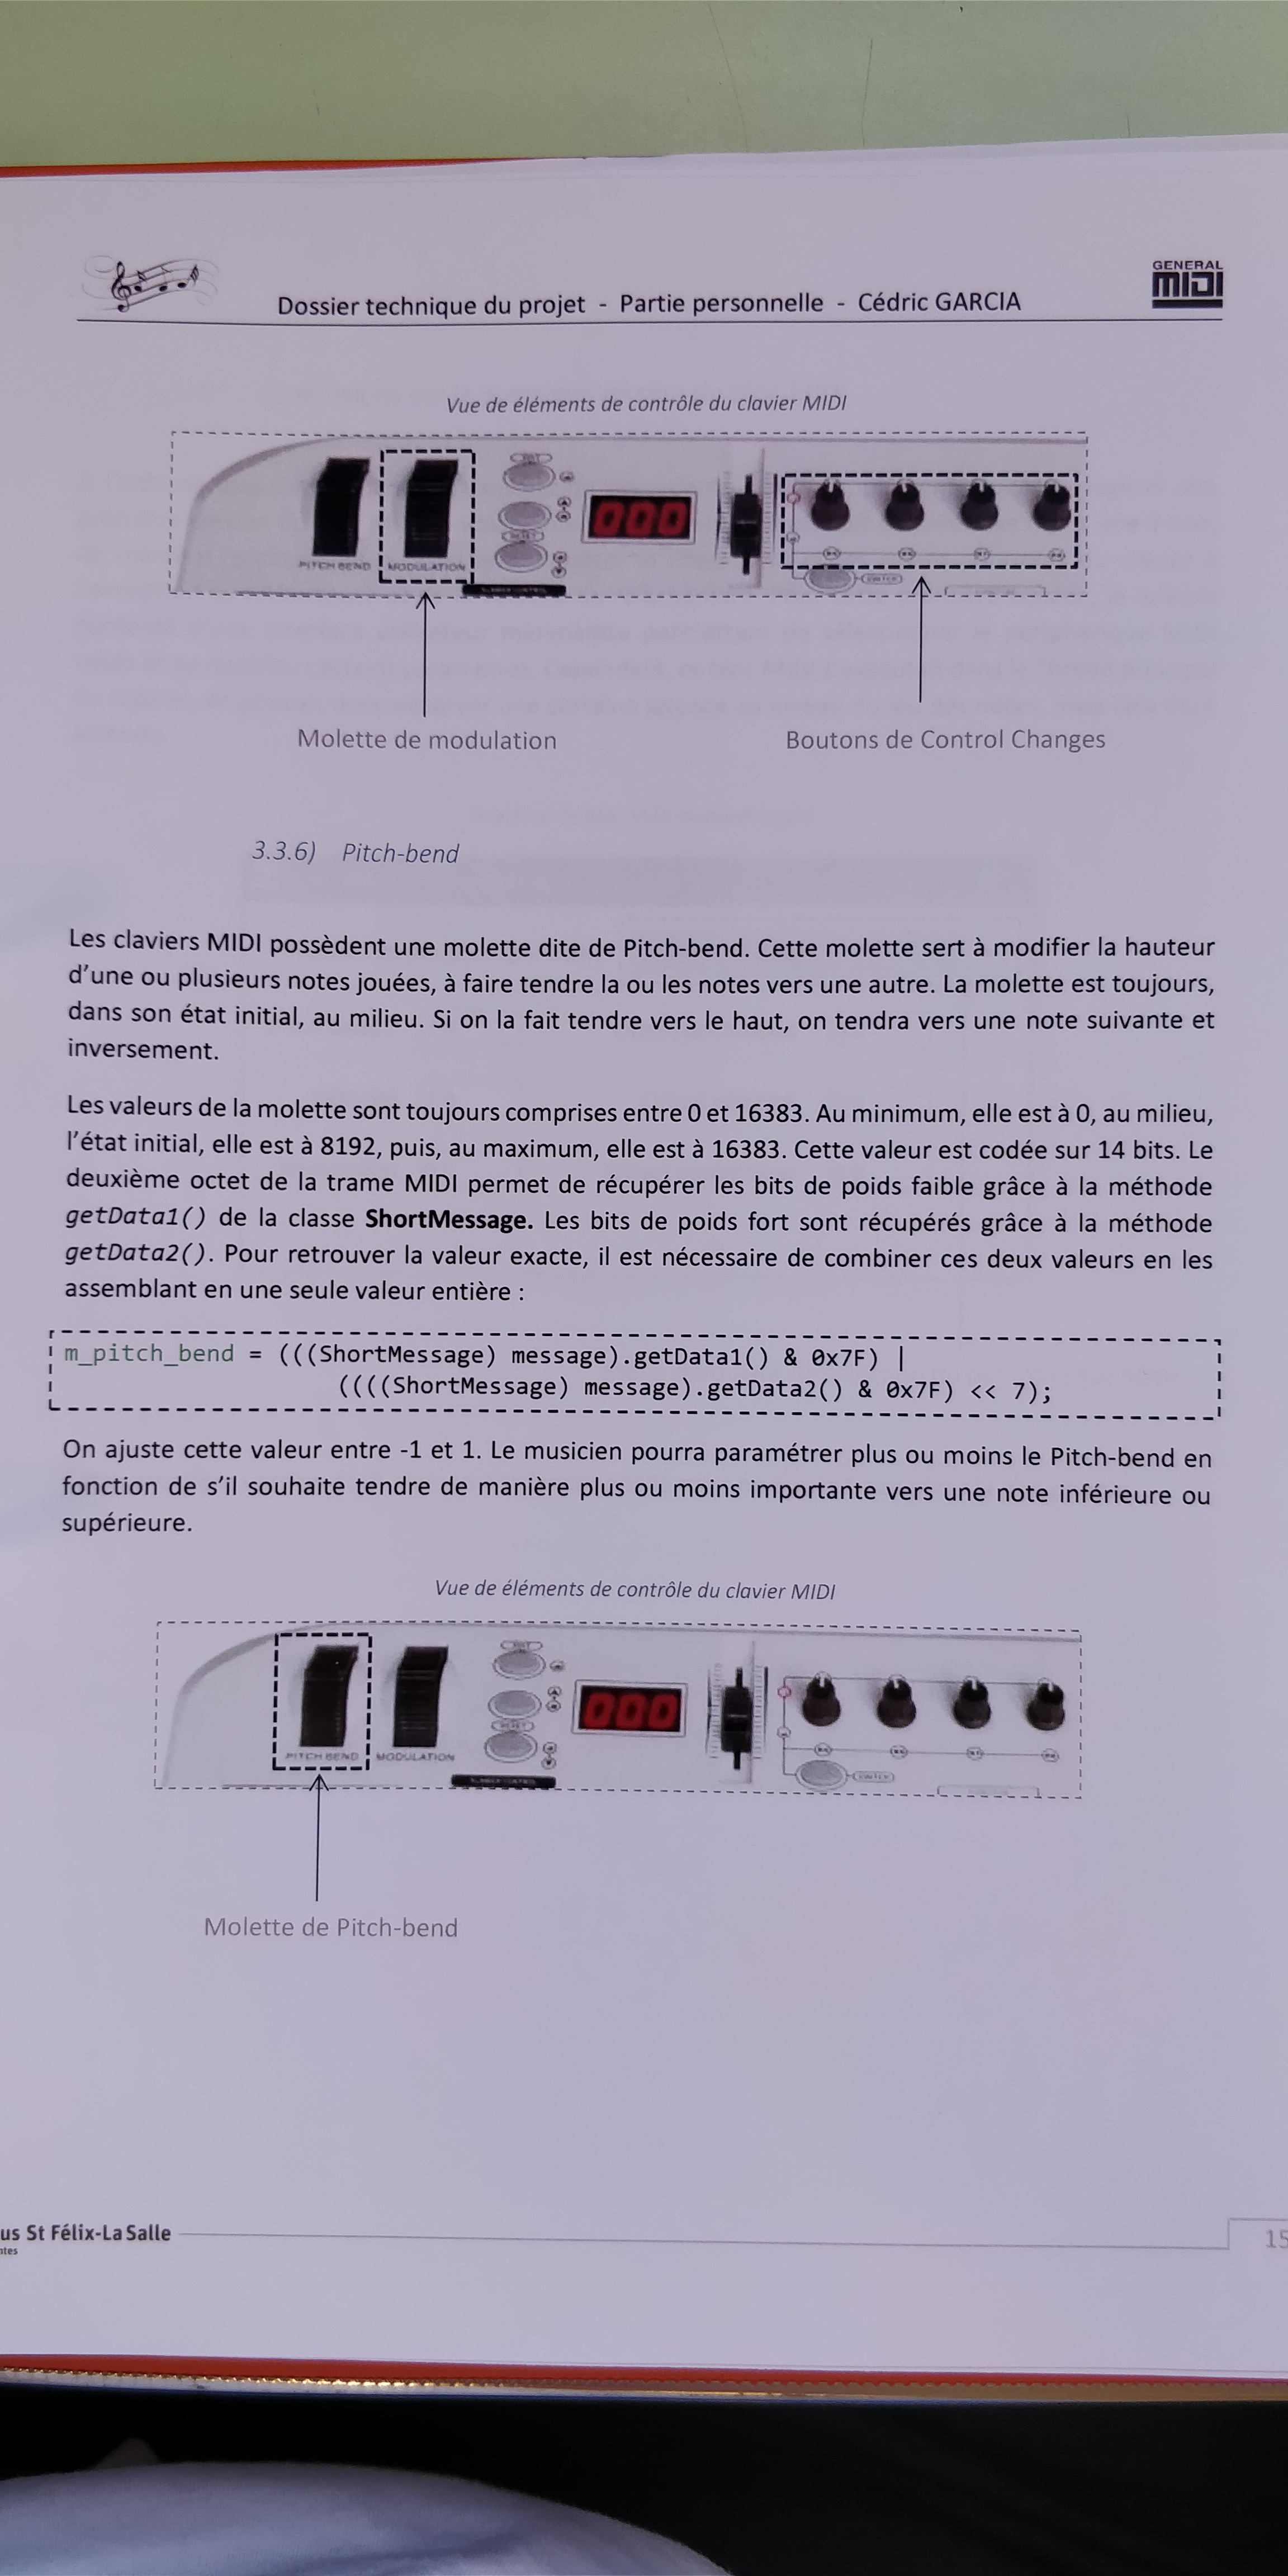 GENERAL
MIDI
Dossier technique du projet - Partie personnelle - Cédric GARCIA
Vue de éléments de contrôle du clavier MIDI
000
PITCH BEND MODULATION
Molette de modulation
Boutons de Control Changes
3.3.6) Pitch-bend
Les claviers MIDI possèdent une molette dite de Pitch-bend. Cette molette sert à modifier la hauteur
d'une ou plusieurs notes jouées, à faire tendre la ou les notes vers une autre. La molette est toujours,
dans son état initial, au milieu. Si on la fait tendre vers le haut, on tendra vers une note suivante et
inversement.
Les valeurs de la molette sont toujours comprises entre 0 et 16383. Au minimum, elle est à 0, au milieu,
l'état initial, elle est à 8192, puis, au maximum, elle est à 16383. Cette valeur est codée sur 14 bits. Le
deuxième octet de la trame MIDI permet de récupérer les bits de poids faible grâce à la méthode
getData1() de la classe ShortMessage. Les bits de poids fort sont récupérés grâce à la méthode
getData2(). Pour retrouver la valeur exacte, il est nécessaire de combiner ces deux valeurs en les
assemblant en une seule valeur entière :
m_pitch_bend = (((ShortMessage) message).getData1() & 0x7F) |
((((ShortMessage) message).getData2() & 0x7F) << 7);
On ajuste cette valeur entre -1 et 1. Le musicien pourra paramétrer plus ou moins le Pitch-bend en
fonction de s'il souhaite tendre de manière plus ou moins importante vers une note inférieure ou
supérieure.
Vue de éléments de contrôle du clavier MIDI
000
PITCH BEND MODULATION
Molette de Pitch-bend
us St Félix-La Salle
ntes
15